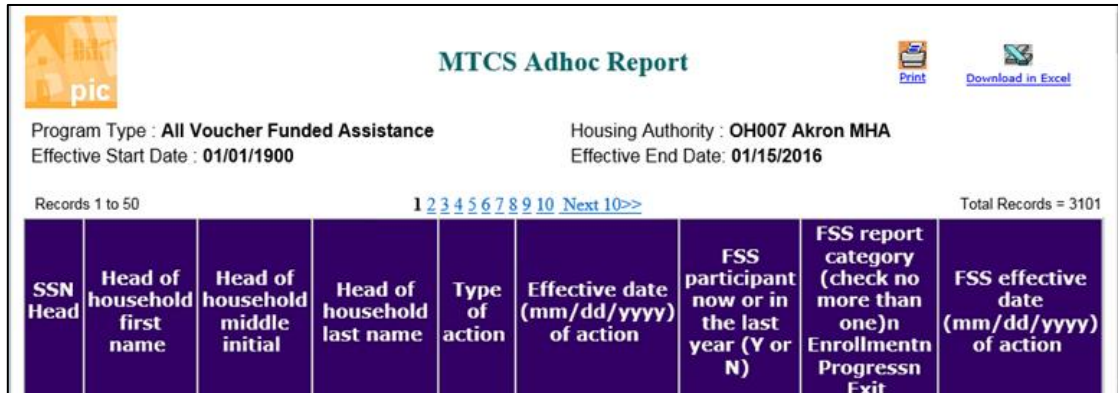 pic
MTCS Adhoc Report
Print
Download in Excel
Program Type : All Voucher Funded Assistance
Housing Authority : OH007 Akron MHA
Effective Start Date : 01/01/1900
Effective End Date: 01/15/2016
Records 1 to 50
1 2 3 4 5 6 7 8 9 10 Next 10>>
Total Records = 3101
SSN
Head
Head of
household
first
name
Head of
household
middle
initial
Head of
household
last name
Type
of
action
Effective date
(mm/dd/yyyy)
of action
FSS
participant
now or in
the last
year (Y or
N)
FSS report
category
(check no
more than
one)n
Enrollmentn
Progressn
Exit
FSS effective
date
(mm/dd/yyyy)
of action